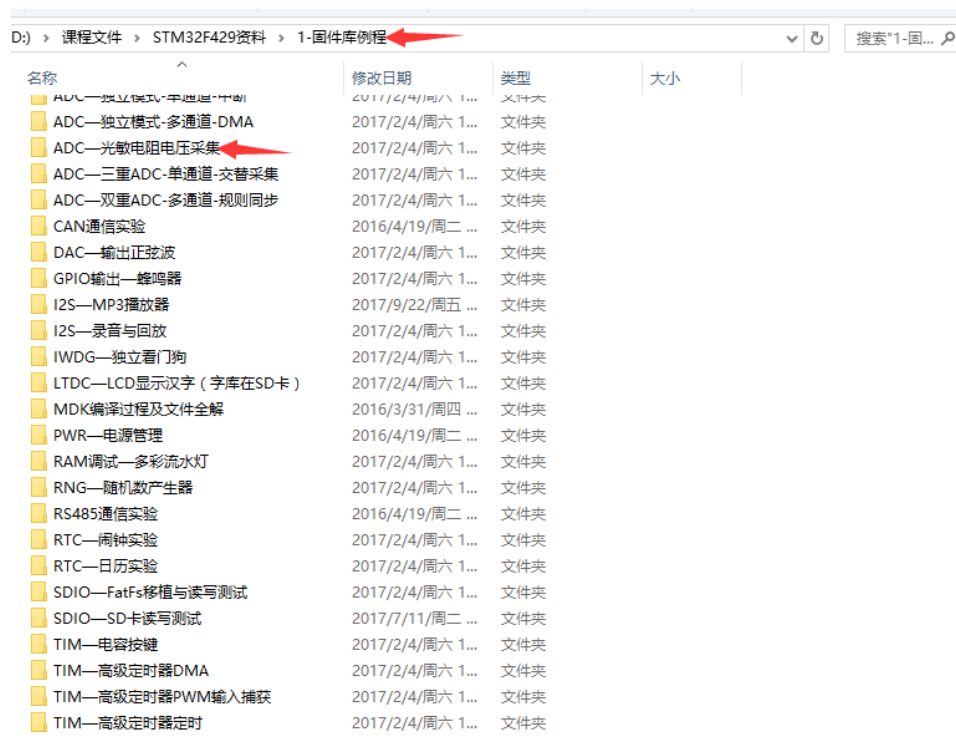 D:) › 课程文件 › STM32F429资料 › 1-固件库例程 搜索"1-固...
名称 修改日期 类型 大小
ADC—独立模式-单通道-中断 2017/2/4/周六 1... 文件夹
ADC—独立模式-多通道-DMA 2017/2/4/周六 1... 文件夹
ADC—光敏电阻电压采集 2017/2/4/周六 1... 文件夹
ADC—三重ADC-单通道-交替采集 2017/2/4/周六 1... 文件夹
ADC—双重ADC-多通道-规则同步 2017/2/4/周六 1... 文件夹
CAN通信实验 2016/4/19/周二 ... 文件夹
DAC—输出正弦波 2017/2/4/周六 1... 文件夹
GPIO输出—蜂鸣器 2017/2/4/周六 1... 文件夹
I2S—MP3播放器 2017/9/22/周五 ... 文件夹
I2S—录音与回放 2017/2/4/周六 1... 文件夹
IWDG—独立看门狗 2017/2/4/周六 1... 文件夹
LTDC—LCD显示汉字（字库在SD卡） 2017/2/4/周六 1... 文件夹
MDK编译过程及文件全解 2016/3/31/周四 ... 文件夹
PWR—电源管理 2016/4/19/周二 ... 文件夹
RAM调试—多彩流水灯 2017/2/4/周六 1... 文件夹
RNG—随机数产生器 2017/2/4/周六 1... 文件夹
RS485通信实验 2016/4/19/周二 ... 文件夹
RTC—闹钟实验 2017/2/4/周六 1... 文件夹
RTC—日历实验 2017/2/4/周六 1... 文件夹
SDIO—FatFs移植与读写测试 2017/2/4/周六 1... 文件夹
SDIO—SD卡读写测试 2017/7/11/周二 ... 文件夹
TIM—电容按键 2017/2/4/周六 1... 文件夹
TIM—高级定时器DMA 2017/2/4/周六 1... 文件夹
TIM—高级定时器PWM输入捕获 2017/2/4/周六 1... 文件夹
TIM—高级定时器定时 2017/2/4/周六 1... 文件夹